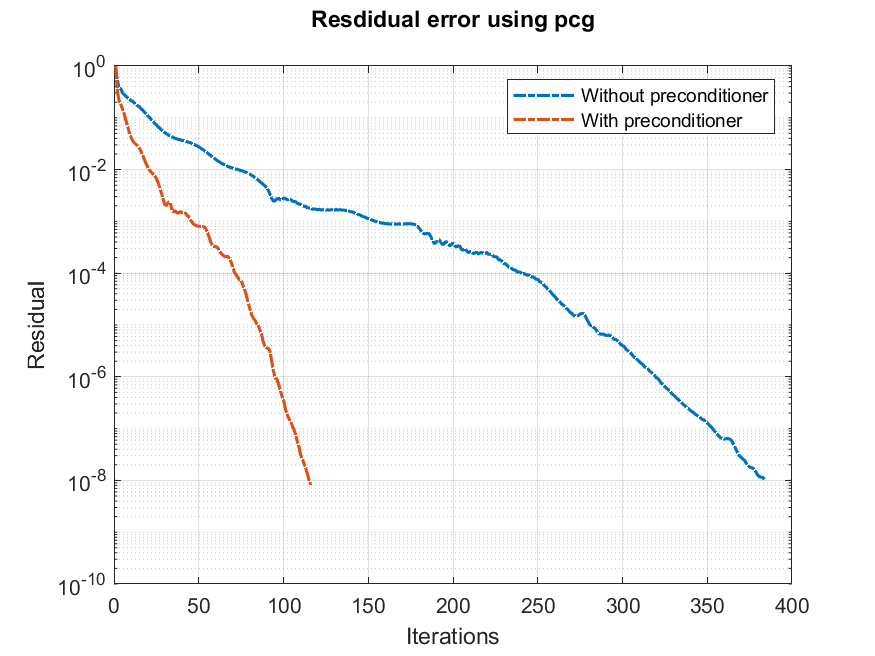 Resdidual error using pcg
Without preconditioner
With preconditioner
10^0
10^-2
10^-4
10^-6
10^-8
10^-10
Residual
0 50 100 150 200 250 300 350 400
Iterations